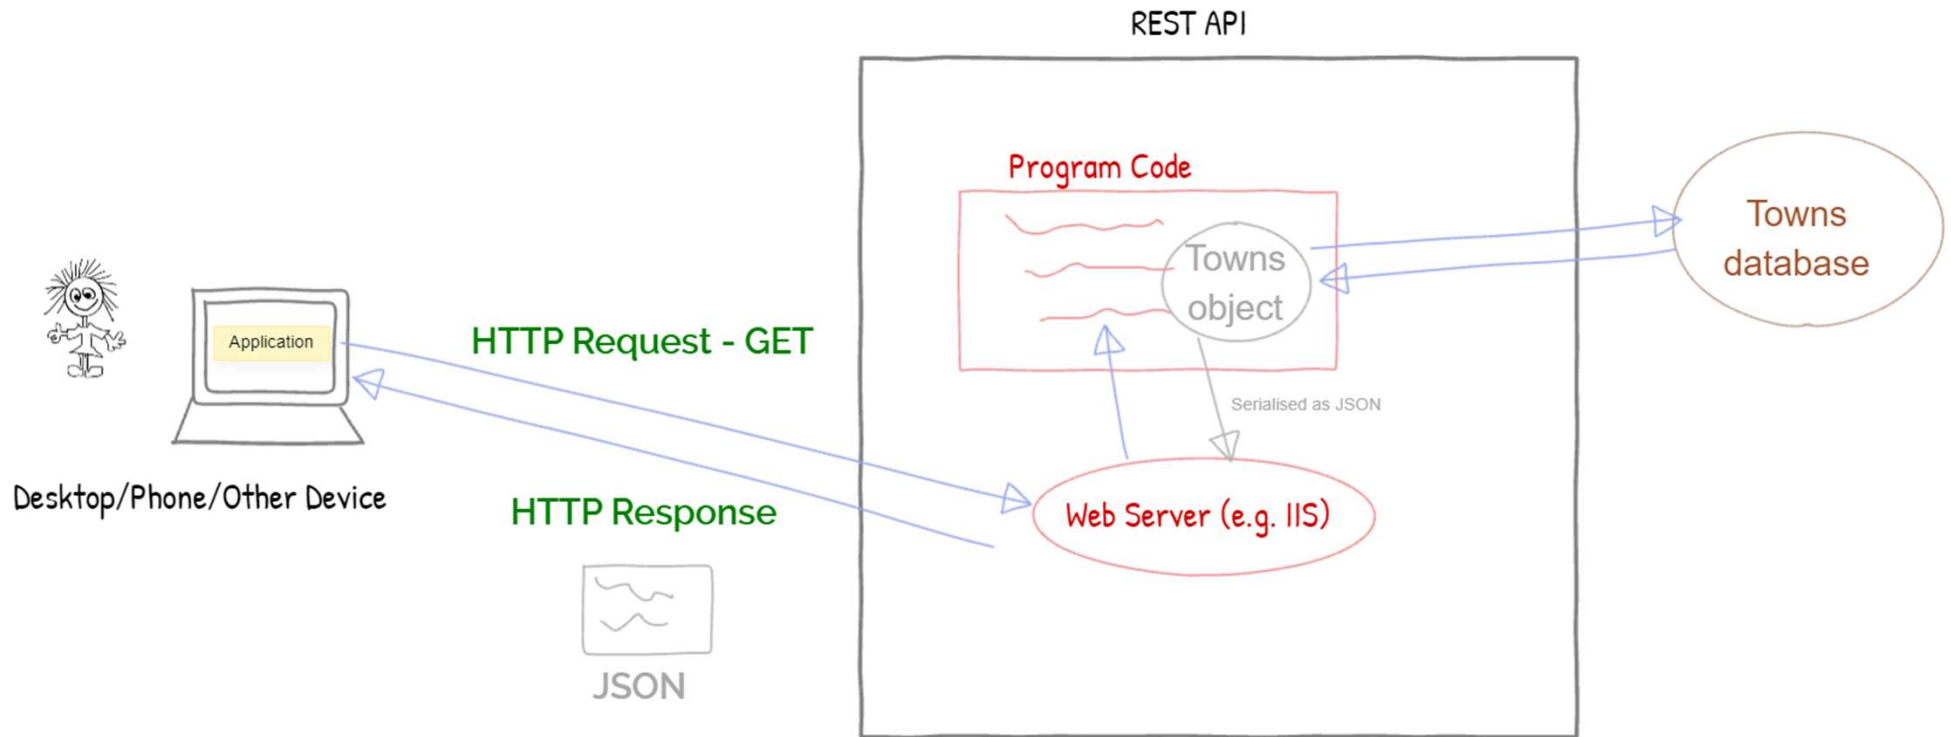 REST API
Program Code
Towns
object
Towns
database
Application
HTTP Request - GET
Serialised as JSON
Desktop/Phone/Other Device
HTTP Response
Web Server (e.g. IIS)
JSON